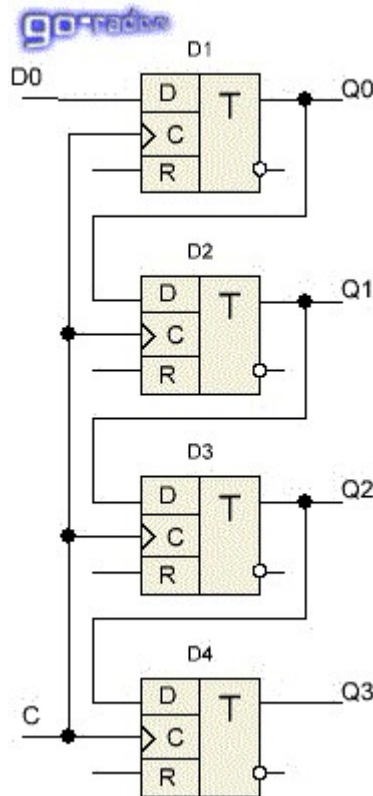 go-radio
D1
D0
D T Q0
C
R
D2
D T Q1
C
R
D3
D T Q2
C
R
D4
D T Q3
C C
R